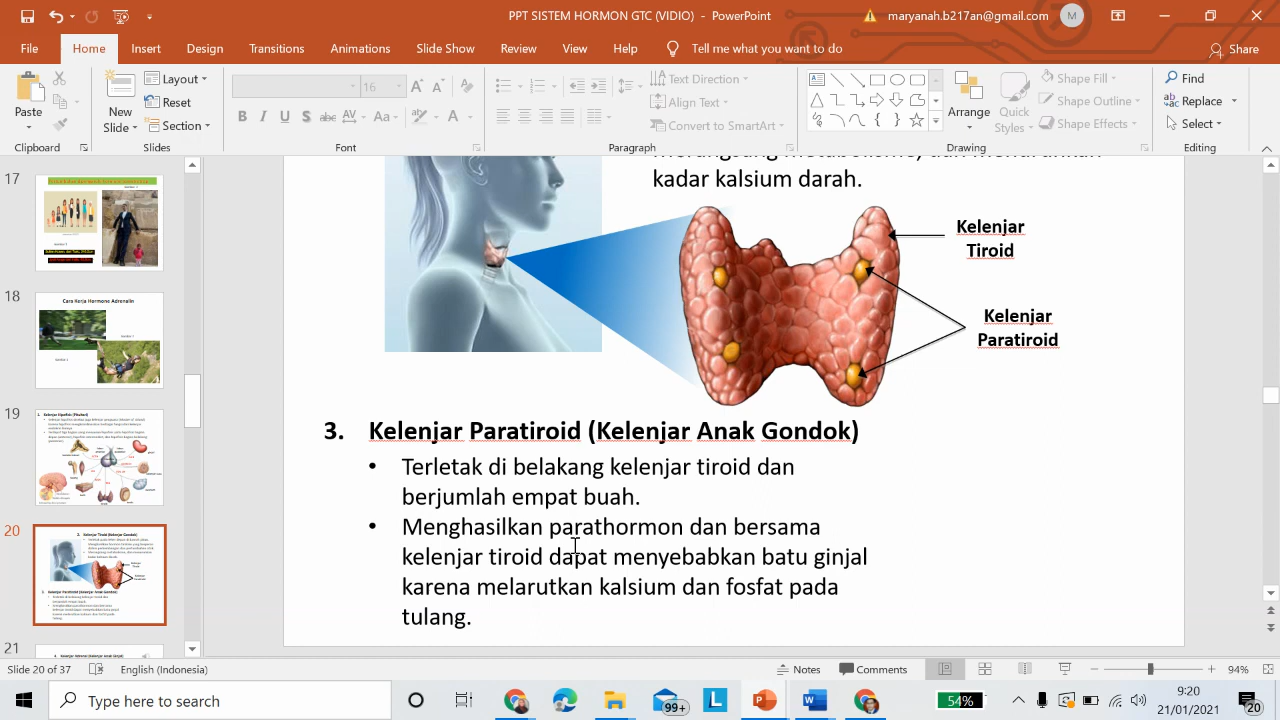 PPT SISTEM HORMON GTC (VIDIO) - PowerPoint
maryanah.b217an@gmail.com
M
File Home Insert Design Transitions Animations Slide Show Review View Help Tell me what you want to do
Share
Paste
New Slide
Layout
Reset
Section
16
B I U S abc AV Aa
A
Text Direction
Align Text
Convert to SmartArt
Arrange
Quick Styles
Shape Fill
Shape Outline
Shape Effects
Find
Replace
Select
Clipboard Slides Font Paragraph Drawing Editing
17
18
Cara Kerja Hormone Adrenalin
19
20
21
kadar kalsium darah.
Kelenjar
Tiroid
Kelenjar
Paratiroid
3. Kelenjar Paratiroid (Kelenjar Anak Gondok)
• Terletak di belakang kelenjar tiroid dan
berjumlah empat buah.
• Menghasilkan parathormon dan bersama
kelenjar tiroid dapat menyebabkan batu ginjal
karena melarutkan kalsium dan fosfat pada
tulang.
Slide 20 of 37 English (Indonesia) Notes Comments 94%
Type here to search
99+
54%
9:20
21/01/2021
20